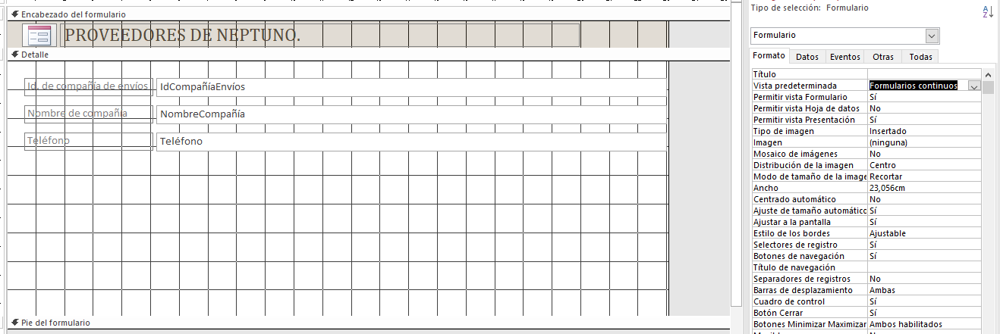 Encabezado del formulario
PROVEEDORES DE NEPTUNO.
Detalle
Id. de compañía de envíos IdCompañíaEnvíos
Nombre de compañía NombreCompañía
Teléfono Teléfono
Pie del formulario
Tipo de selección: Formulario
Formulario
Formato Datos Eventos Otras Todas
Título
Vista predeterminada Formularios continuos
Permitir vista Formulario Sí
Permitir vista Hoja de datos No
Permitir vista Presentación Sí
Tipo de imagen Insertado
Imagen (ninguna)
Mosaico de imágenes No
Distribución de la imagen Centro
Modo de tamaño de la image Recortar
Ancho 23,056cm
Centrado automático No
Ajuste de tamaño automático Sí
Ajustar a la pantalla Sí
Estilo de los bordes Ajustable
Selectores de registro Sí
Botones de navegación Sí
Título de navegación
Separadores de registros No
Barras de desplazamiento Ambas
Cuadro de control Sí
Botón Cerrar Sí
Botones Minimizar Maximizar Ambos habilitados